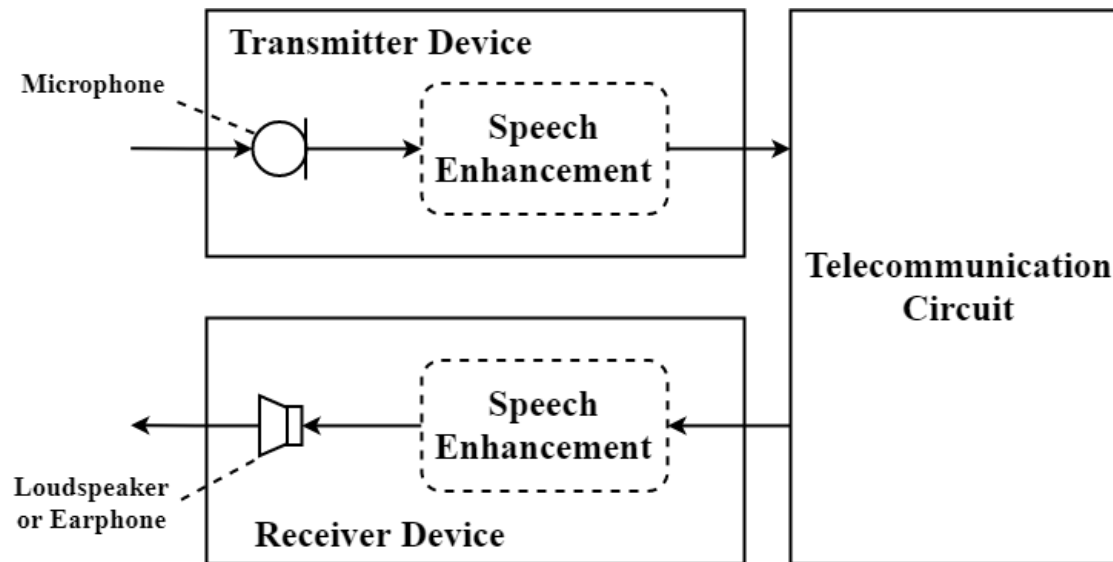 Transmitter Device
Microphone
Speech
Enhancement
Telecommunication
Circuit
Speech
Enhancement
Loudspeaker
or Earphone
Receiver Device